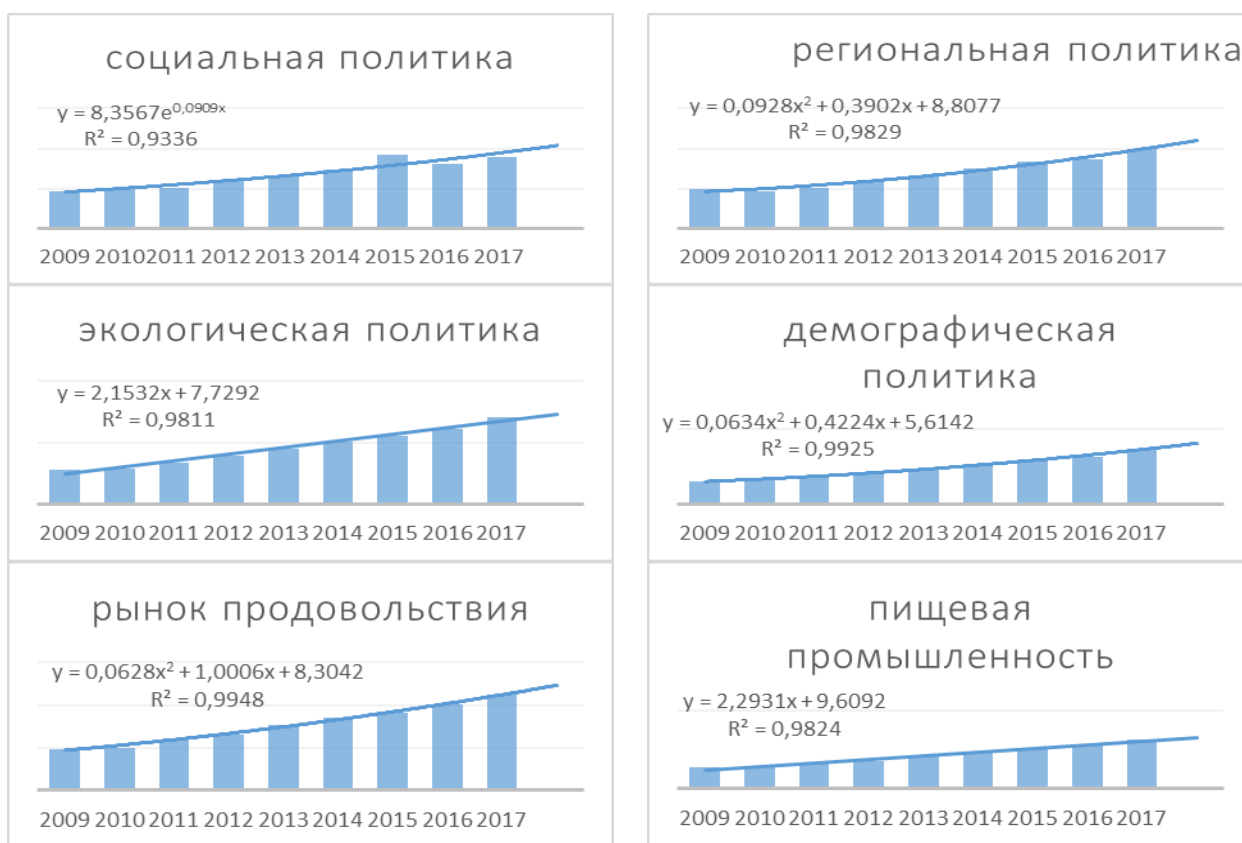 социальная политика
y = 8,3567e^0,0909x
R² = 0,9336
2009 2010 2011 2012 2013 2014 2015 2016 2017
региональная политика
y = 0,0928x² + 0,3902x + 8,8077
R² = 0,9829
2009 2010 2011 2012 2013 2014 2015 2016 2017
экологическая политика
y = 2,1532x + 7,7292
R² = 0,9811
2009 2010 2011 2012 2013 2014 2015 2016 2017
демографическая
политика
y = 0,0634x² + 0,4224x + 5,6142
R² = 0,9925
2009 2010 2011 2012 2013 2014 2015 2016 2017
рынок продовольствия
y = 0,0628x² + 1,0006x + 8,3042
R² = 0,9948
2009 2010 2011 2012 2013 2014 2015 2016 2017
пищевая
промышленность
y = 2,2931x + 9,6092
R² = 0,9824
2009 2010 2011 2012 2013 2014 2015 2016 2017